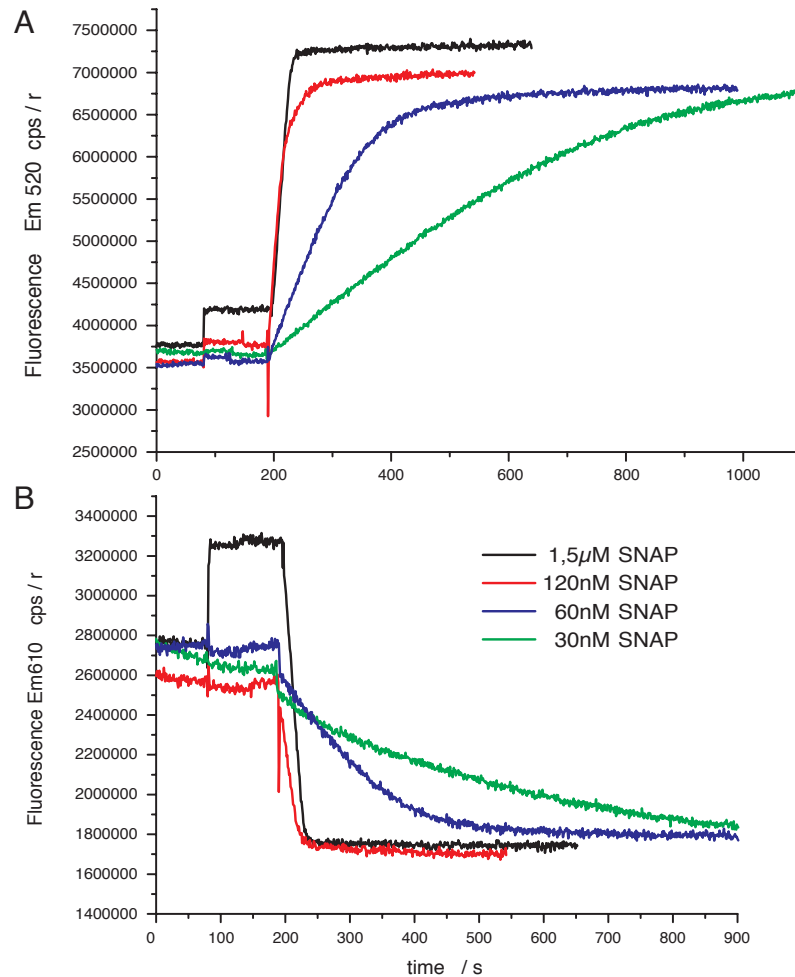 A
Fluorescence Em 520 cps / r
7500000
7000000
6500000
6000000
5500000
5000000
4500000
4000000
3500000
3000000
2500000
0 200 400 600 800 1000
B
Fluorescence Em610 cps / r
3400000
3200000
3000000
2800000
2600000
2400000
2200000
2000000
1800000
1600000
1400000
1,5µM SNAP
120nM SNAP
60nM SNAP
30nM SNAP
0 100 200 300 400 500 600 700 800 900
time / s